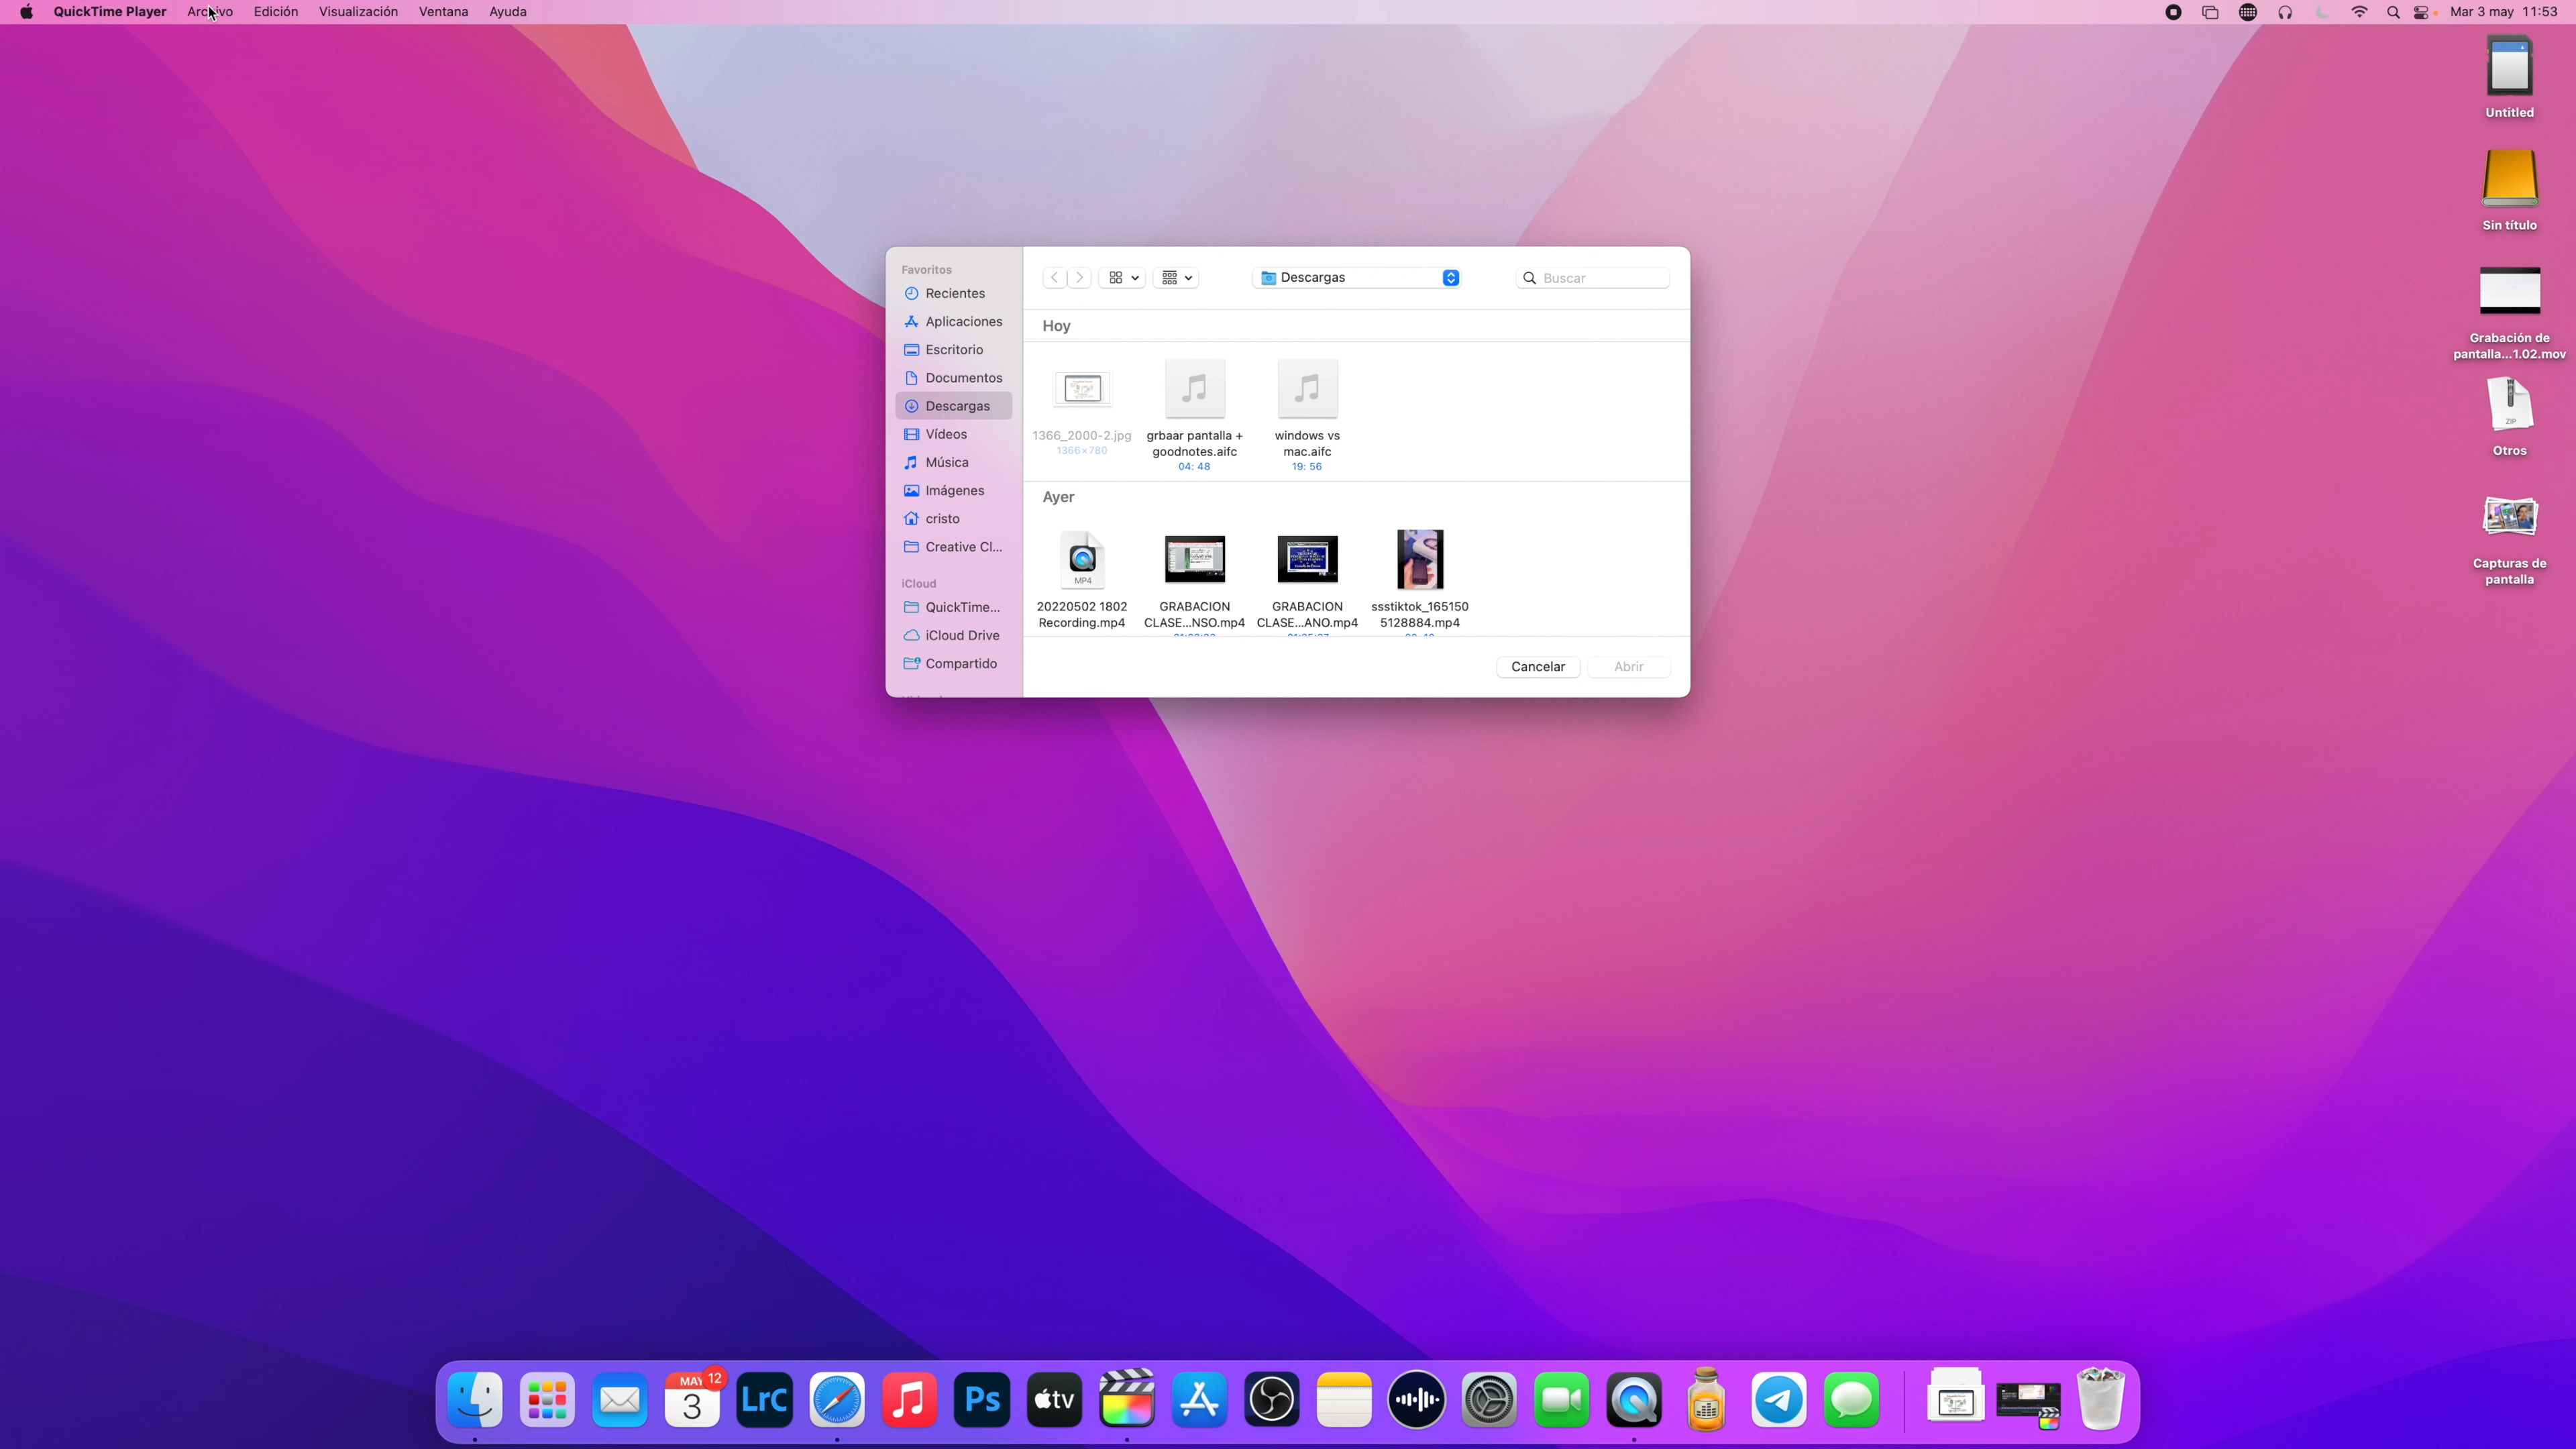 QuickTime Player Archivo Edición Visualización Ventana Ayuda
Mar 3 may 11:53
Untitled
Sin título
Grabación de
pantalla...1.02.mov
ZIP
Otros
Capturas de
pantalla
Favoritos
Recientes
Aplicaciones
Escritorio
Documentos
Descargas
Vídeos
Música
Imágenes
cristo
Creative Cl...
iCloud
QuickTime...
iCloud Drive
Compartido
Descargas
Buscar
Hoy
1366_2000-2.jpg
1366×780
grbaar pantalla +
goodnotes.aifc
04: 48
windows vs
mac.aifc
19: 56
Ayer
MP4
20220502 1802
Recording.mp4
GRABACION
CLASE...NSO.mp4
GRABACION
CLASE...ANO.mp4
ssstiktok_165150
5128884.mp4
Cancelar
Abrir
MAY
12
3
LrC
Ps
tv